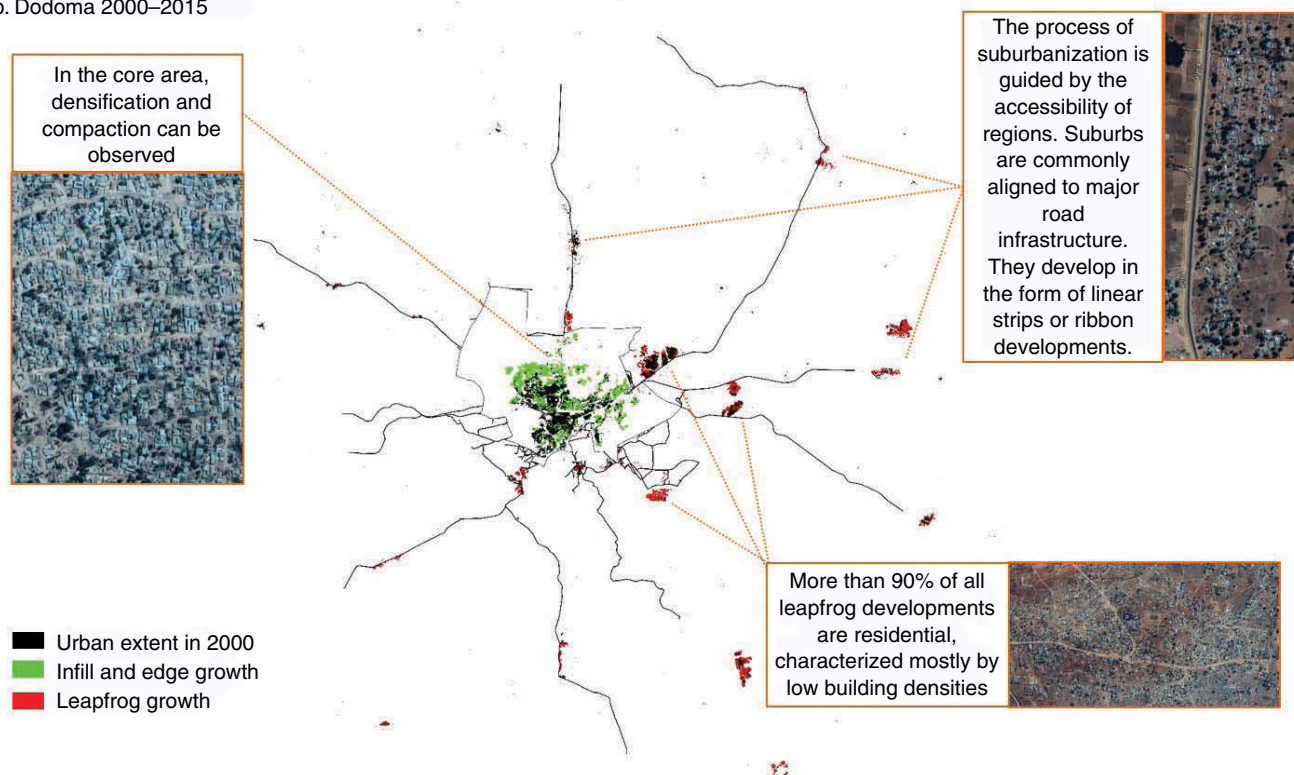 b. Dodoma 2000–2015
In the core area,
densification and
compaction can be
observed
The process of
suburbanization is
guided by the
accessibility of
regions. Suburbs
are commonly
aligned to major
road
infrastructure.
They develop in
the form of linear
strips or ribbon
developments.
More than 90% of all
leapfrog developments
are residential,
characterized mostly by
low building densities
Urban extent in 2000
Infill and edge growth
Leapfrog growth